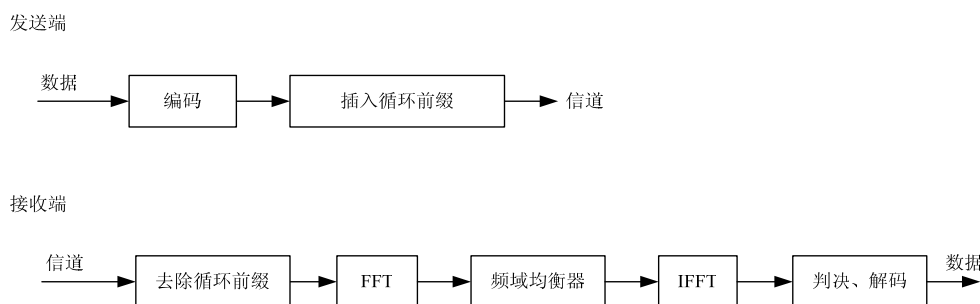 发送端
数据
编码
插入循环前缀
信道
接收端
信道
去除循环前缀
FFT
频域均衡器
IFFT
判决、解码
数据